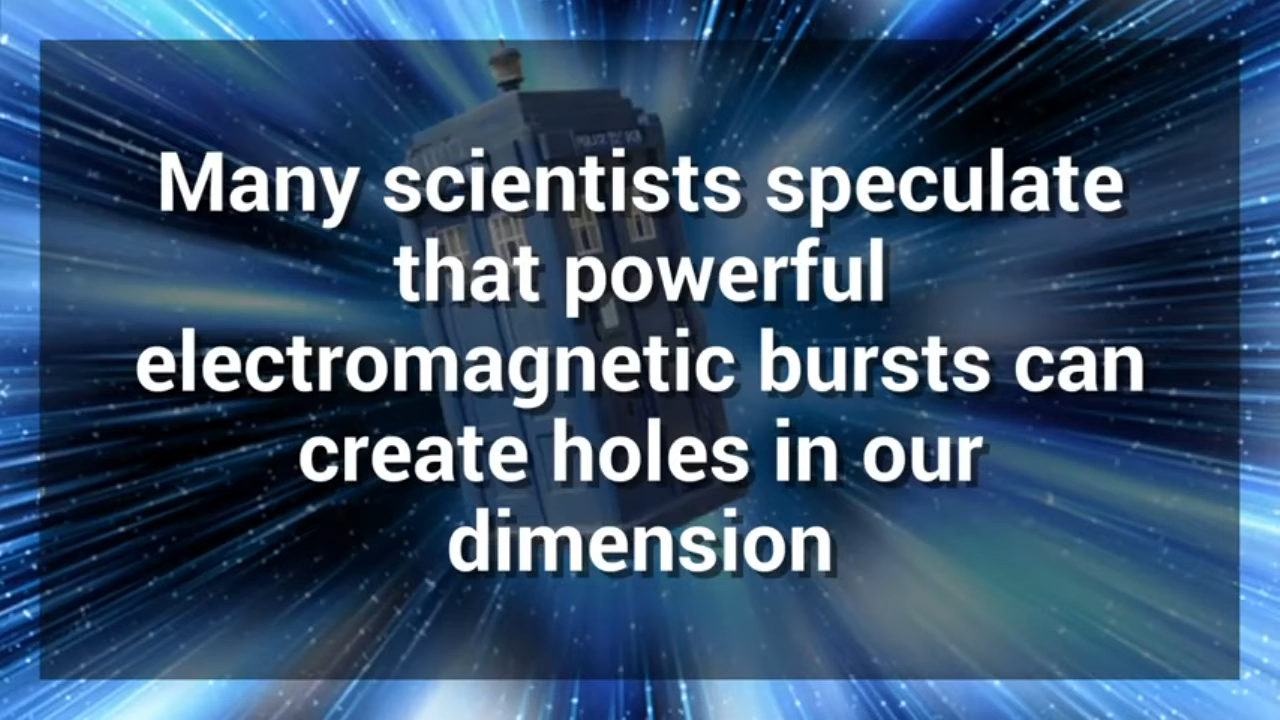 Many scientists speculate
that powerful
electromagnetic bursts can
create holes in our
dimension